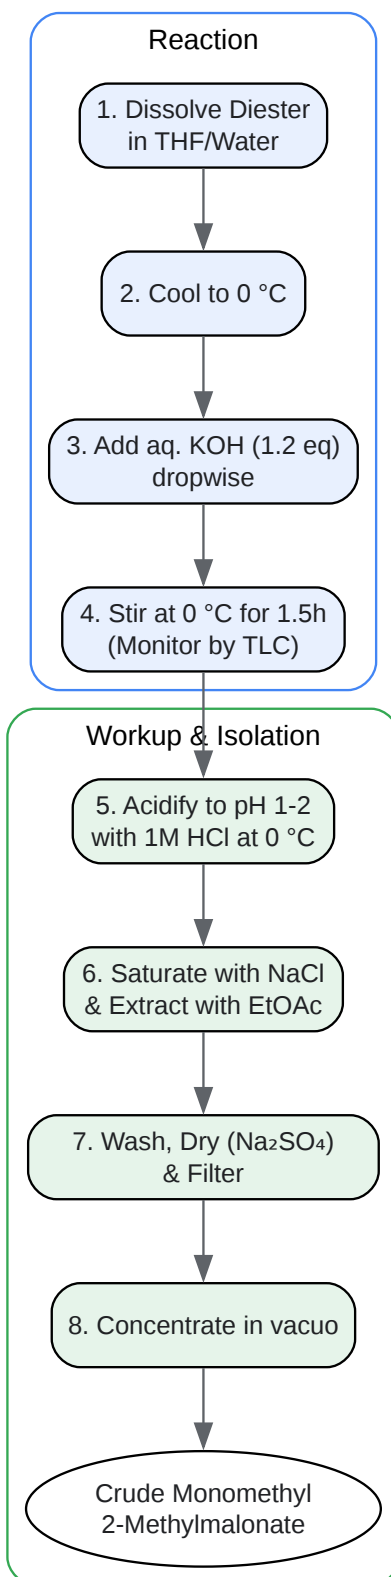 Reaction
1. Dissolve Diester
in THF/Water
2. Cool to 0 °C
3. Add aq. KOH (1.2 eq)
dropwise
4. Stir at 0 °C for 1.5h
(Monitor by TLC)
Workup & Isolation
5. Acidify to pH 1-2
with 1M HCl at 0 °C
6. Saturate with NaCl
& Extract with EtOAc
7. Wash, Dry (Na₂SO₄)
& Filter
8. Concentrate in vacuo
Crude Monomethyl
2-Methylmalonate